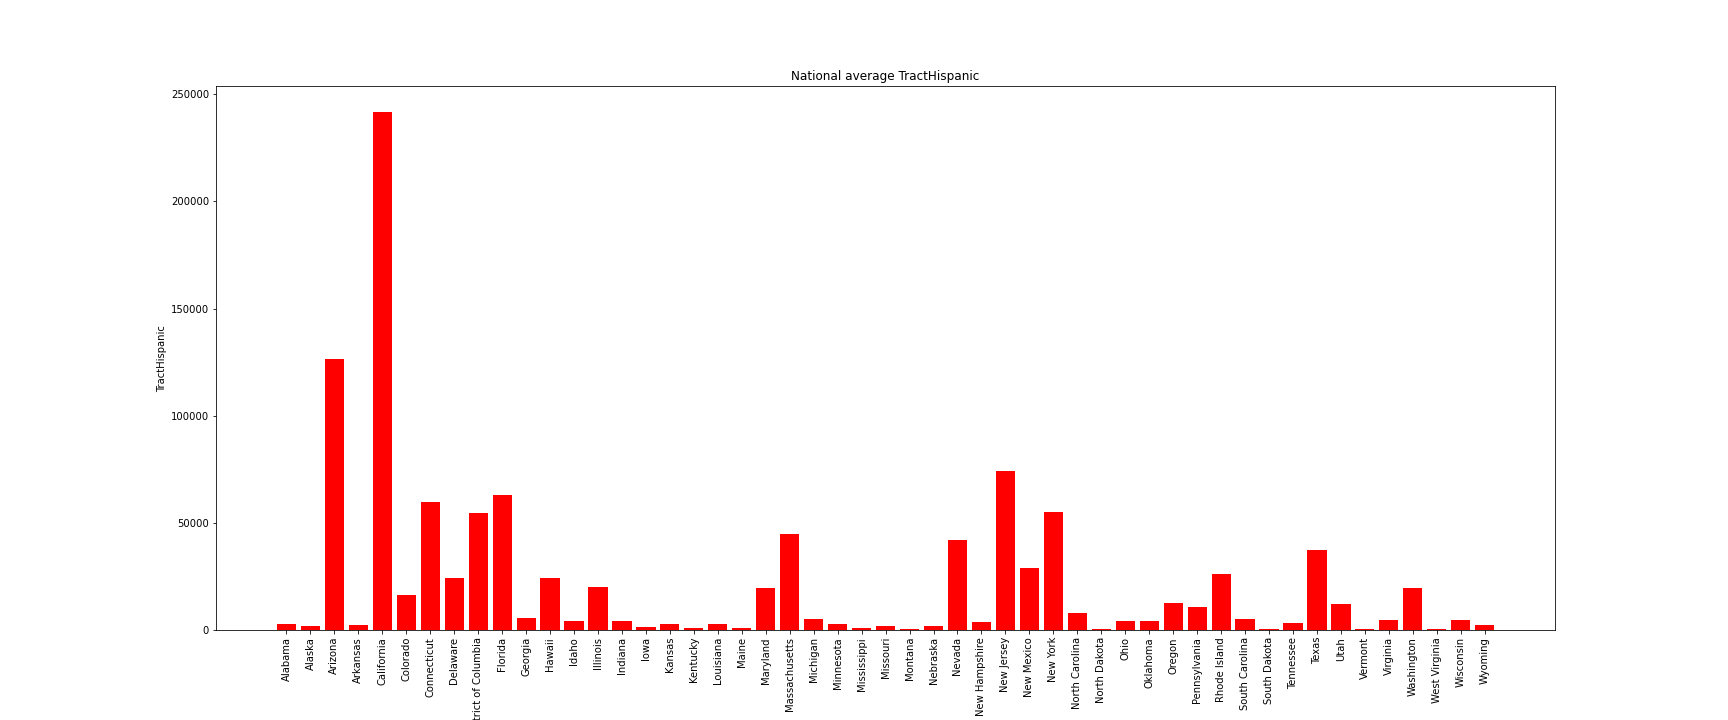 National average TractHispanic
TractHispanic
250000
200000
150000
100000
50000
0
Alabama
Alaska
Arizona
Arkansas
California
Colorado
Connecticut
Delaware
trict of Columbia
Florida
Georgia
Hawaii
Idaho
Illinois
Indiana
Iowa
Kansas
Kentucky
Louisiana
Maine
Maryland
Massachusetts
Michigan
Minnesota
Mississippi
Missouri
Montana
Nebraska
Nevada
New Hampshire
New Jersey
New Mexico
New York
North Carolina
North Dakota
Ohio
Oklahoma
Oregon
Pennsylvania
Rhode Island
South Carolina
South Dakota
Tennessee
Texas
Utah
Vermont
Virginia
Washington
West Virginia
Wisconsin
Wyoming